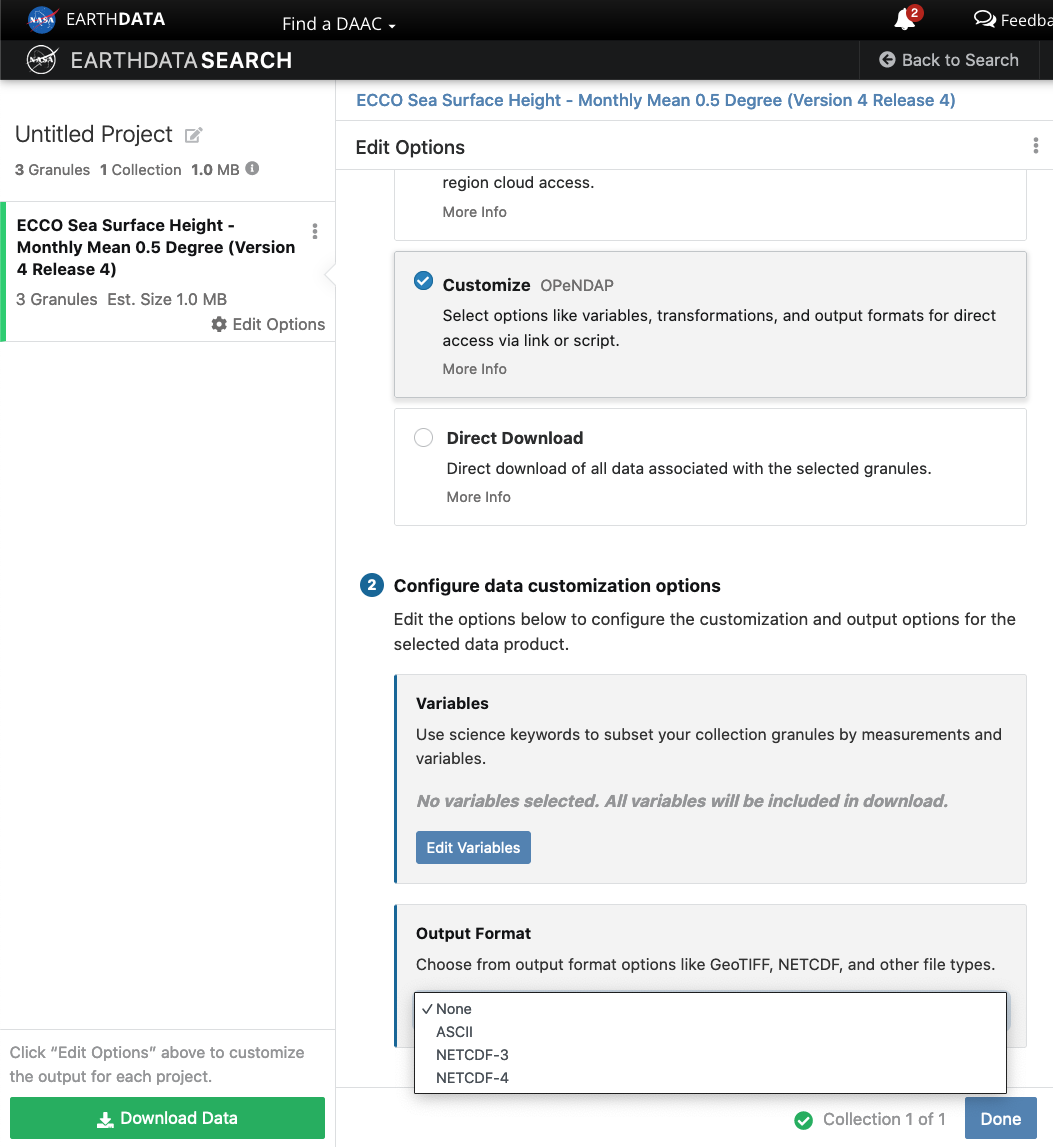 NASA EARTHDATA
Find a DAAC
2
Feedba
NASA EARTHDATA SEARCH
Back to Search
Untitled Project
3 Granules 1 Collection 1.0 MB
ECCO Sea Surface Height -
Monthly Mean 0.5 Degree (Version
4 Release 4)
3 Granules Est. Size 1.0 MB
Edit Options
Click “Edit Options” above to customize
the output for each project.
Download Data
ECCO Sea Surface Height - Monthly Mean 0.5 Degree (Version 4 Release 4)
Edit Options
region cloud access.
More Info
Customize OPeNDAP
Select options like variables, transformations, and output formats for direct
access via link or script.
More Info
Direct Download
Direct download of all data associated with the selected granules.
More Info
2 Configure data customization options
Edit the options below to configure the customization and output options for the
selected data product.
Variables
Use science keywords to subset your collection granules by measurements and
variables.
No variables selected. All variables will be included in download.
Edit Variables
Output Format
Choose from output format options like GeoTIFF, NETCDF, and other file types.
✓ None
ASCII
NETCDF-3
NETCDF-4
Collection 1 of 1
Done